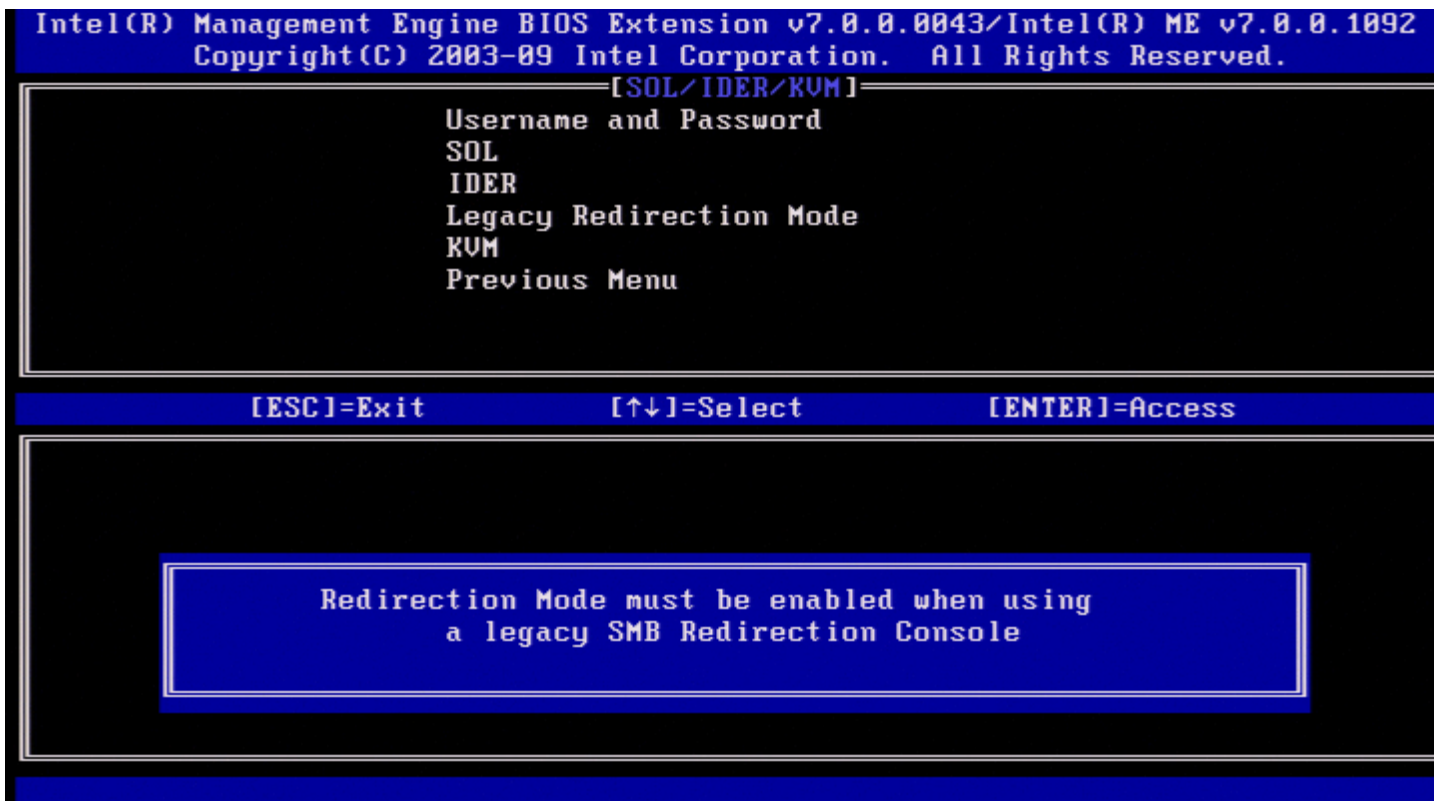 Intel(R) Management Engine BIOS Extension v7.0.0.0043/Intel(R) ME v7.0.0.1092
Copyright(C) 2003-09 Intel Corporation. All Rights Reserved.
[SOL/IDER/KVM]
Username and Password
SOL
IDER
Legacy Redirection Mode
KVM
Previous Menu
[ESC]=Exit [↑↓]=Select [ENTER]=Access
Redirection Mode must be enabled when using
a legacy SMB Redirection Console